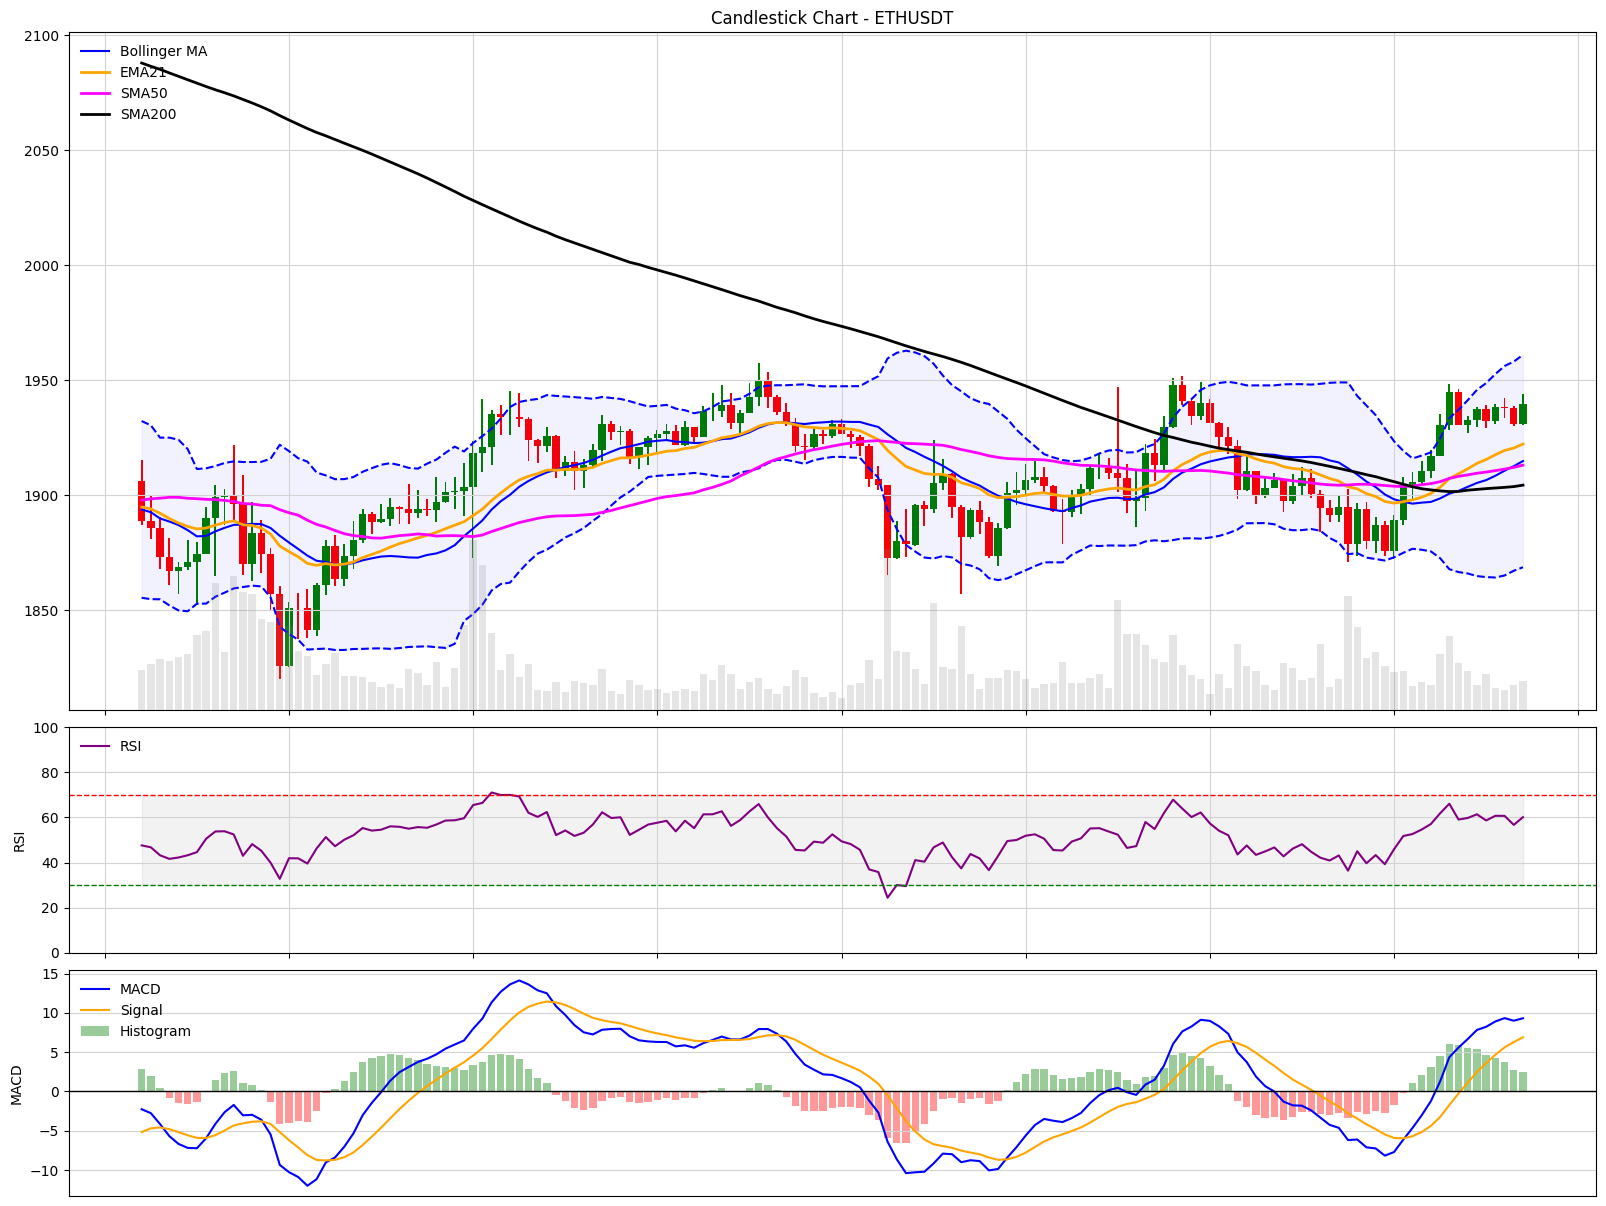 Candlestick Chart - ETHUSDT
2100
2050
2000
1950
1900
1850
Bollinger MA
EMA21
SMA50
SMA200
RSI
100
80
60
40
20
0
RSI
MACD
15
10
5
0
−5
−10
MACD
Signal
Histogram